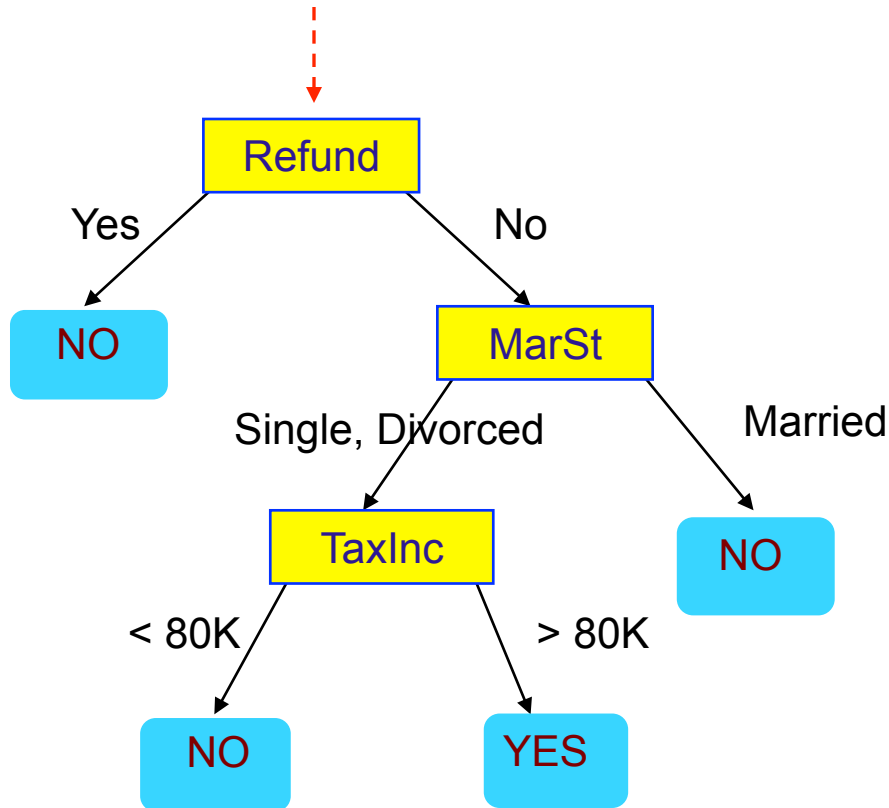 Refund
Yes
No
NO
MarSt
Single, Divorced
Married
TaxInc
NO
< 80K
> 80K
NO
YES